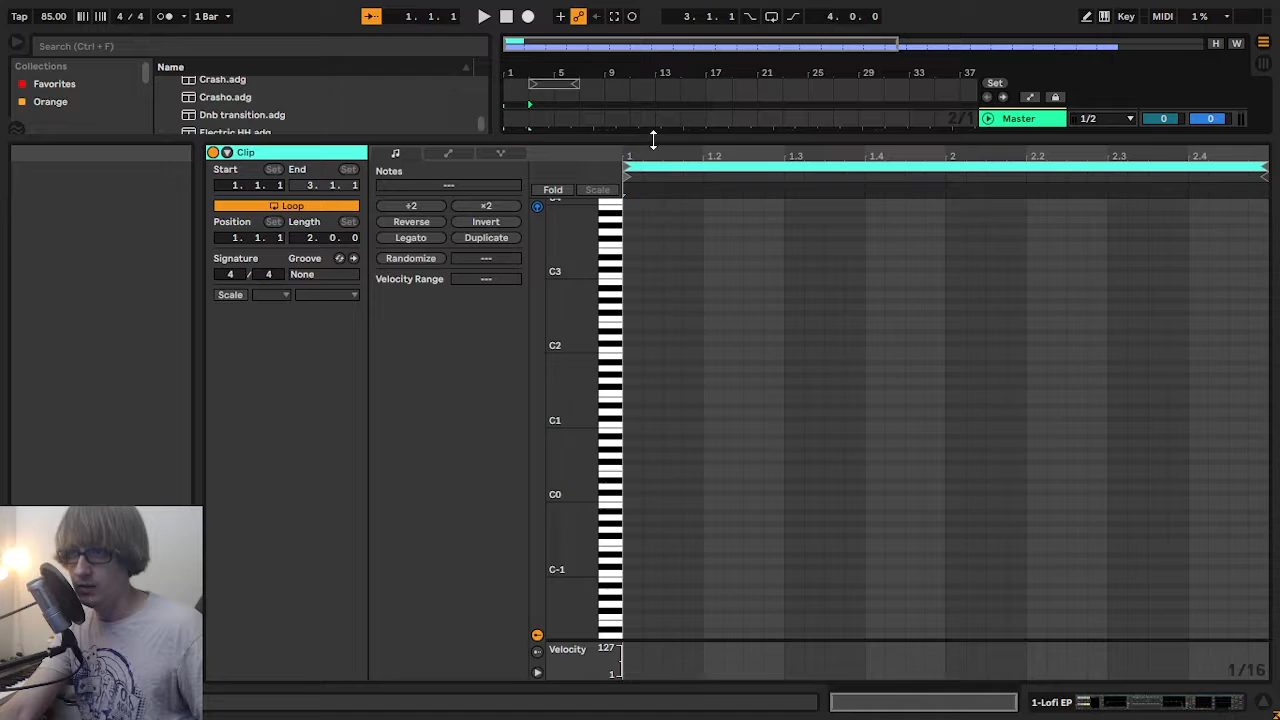 Tap 85.00 4 / 4 1 Bar 1. 1. 1 3. 1. 1 4. 0. 0 Key MIDI 1 %
Search (Ctrl + F) H W
Collections Name
Favorites Crash.adg
Orange Crasho.adg
Dnb transition.adg
Electric HH.adg
1 5 9 13 17 21 25 29 33 37 Set
2/1 Master 1/2 0 0
Clip
Start Set End Set
1. 1. 1 3. 1. 1
Loop
Position Set Length Set
1. 1. 1 2. 0. 0
Signature Groove
4 / 4 None
Scale
Notes
---
÷2 ×2
Reverse Invert
Legato Duplicate
Randomize ---
Velocity Range ---
1 1.2 1.3 1.4 2 2.2 2.3 2.4
Fold Scale
C4
C3
C2
C1
C0
C-1
Velocity 127
1
1/16
1-Lofi EP